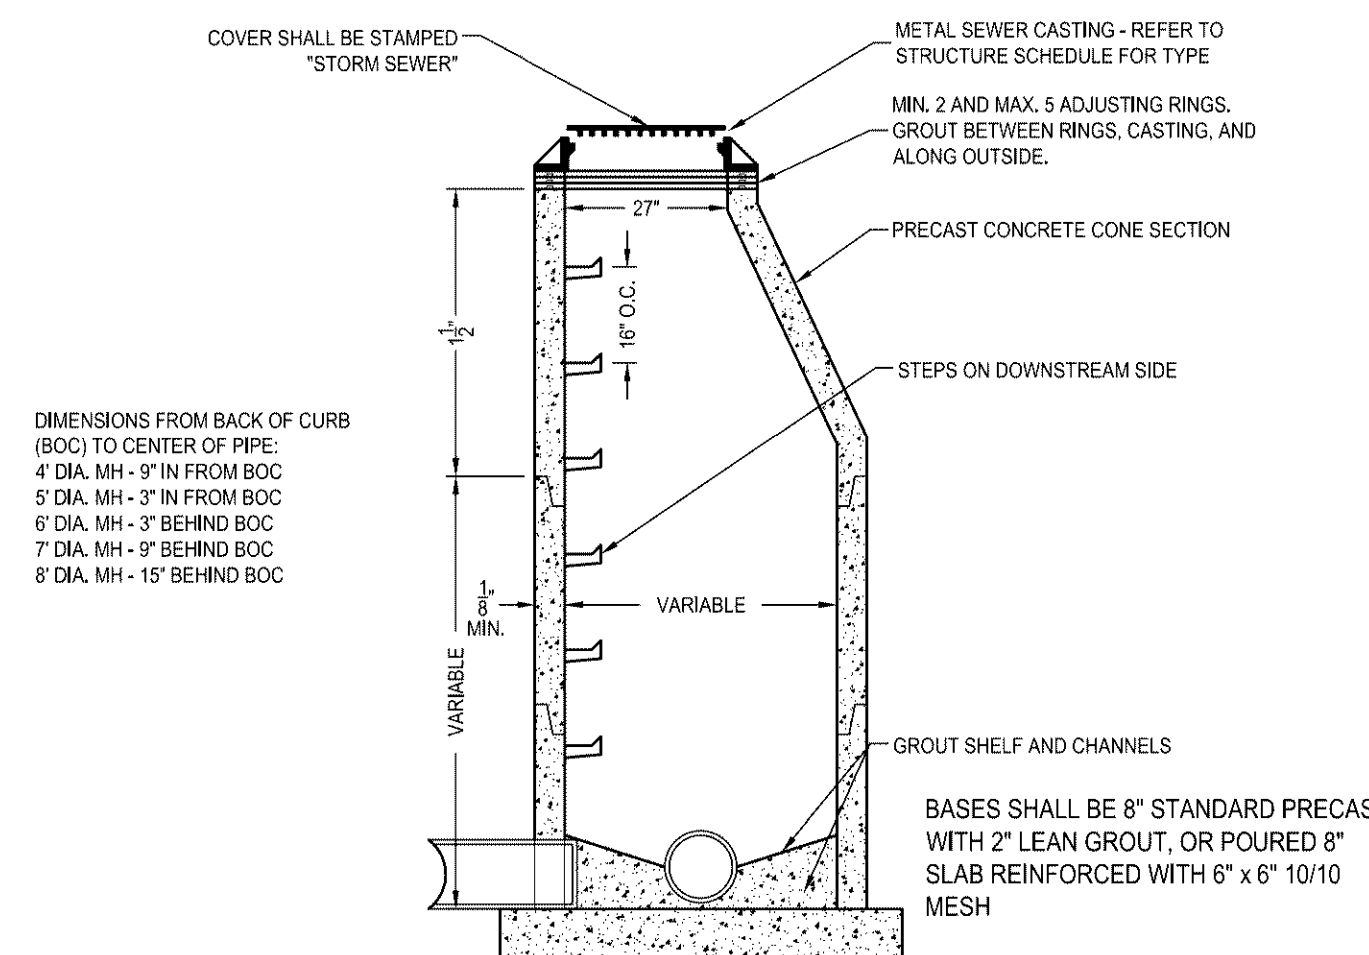 COVER SHALL BE STAMPED
"STORM SEWER"
METAL SEWER CASTING - REFER TO
STRUCTURE SCHEDULE FOR TYPE
MIN. 2 AND MAX. 5 ADJUSTING RINGS.
GROUT BETWEEN RINGS, CASTING, AND
ALONG OUTSIDE.
27"
PRECAST CONCRETE CONE SECTION
16" O.C.
1 1/2"
STEPS ON DOWNSTREAM SIDE
DIMENSIONS FROM BACK OF CURB
(BOC) TO CENTER OF PIPE:
4' DIA. MH - 9" IN FROM BOC
5' DIA. MH - 3" IN FROM BOC
6' DIA. MH - 3" BEHIND BOC
7' DIA. MH - 9" BEHIND BOC
8' DIA. MH - 15" BEHIND BOC
1/8"
MIN.
VARIABLE
VARIABLE
GROUT SHELF AND CHANNELS
BASES SHALL BE 8" STANDARD PRECAS
WITH 2" LEAN GROUT, OR POURED 8"
SLAB REINFORCED WITH 6" x 6" 10/10
MESH